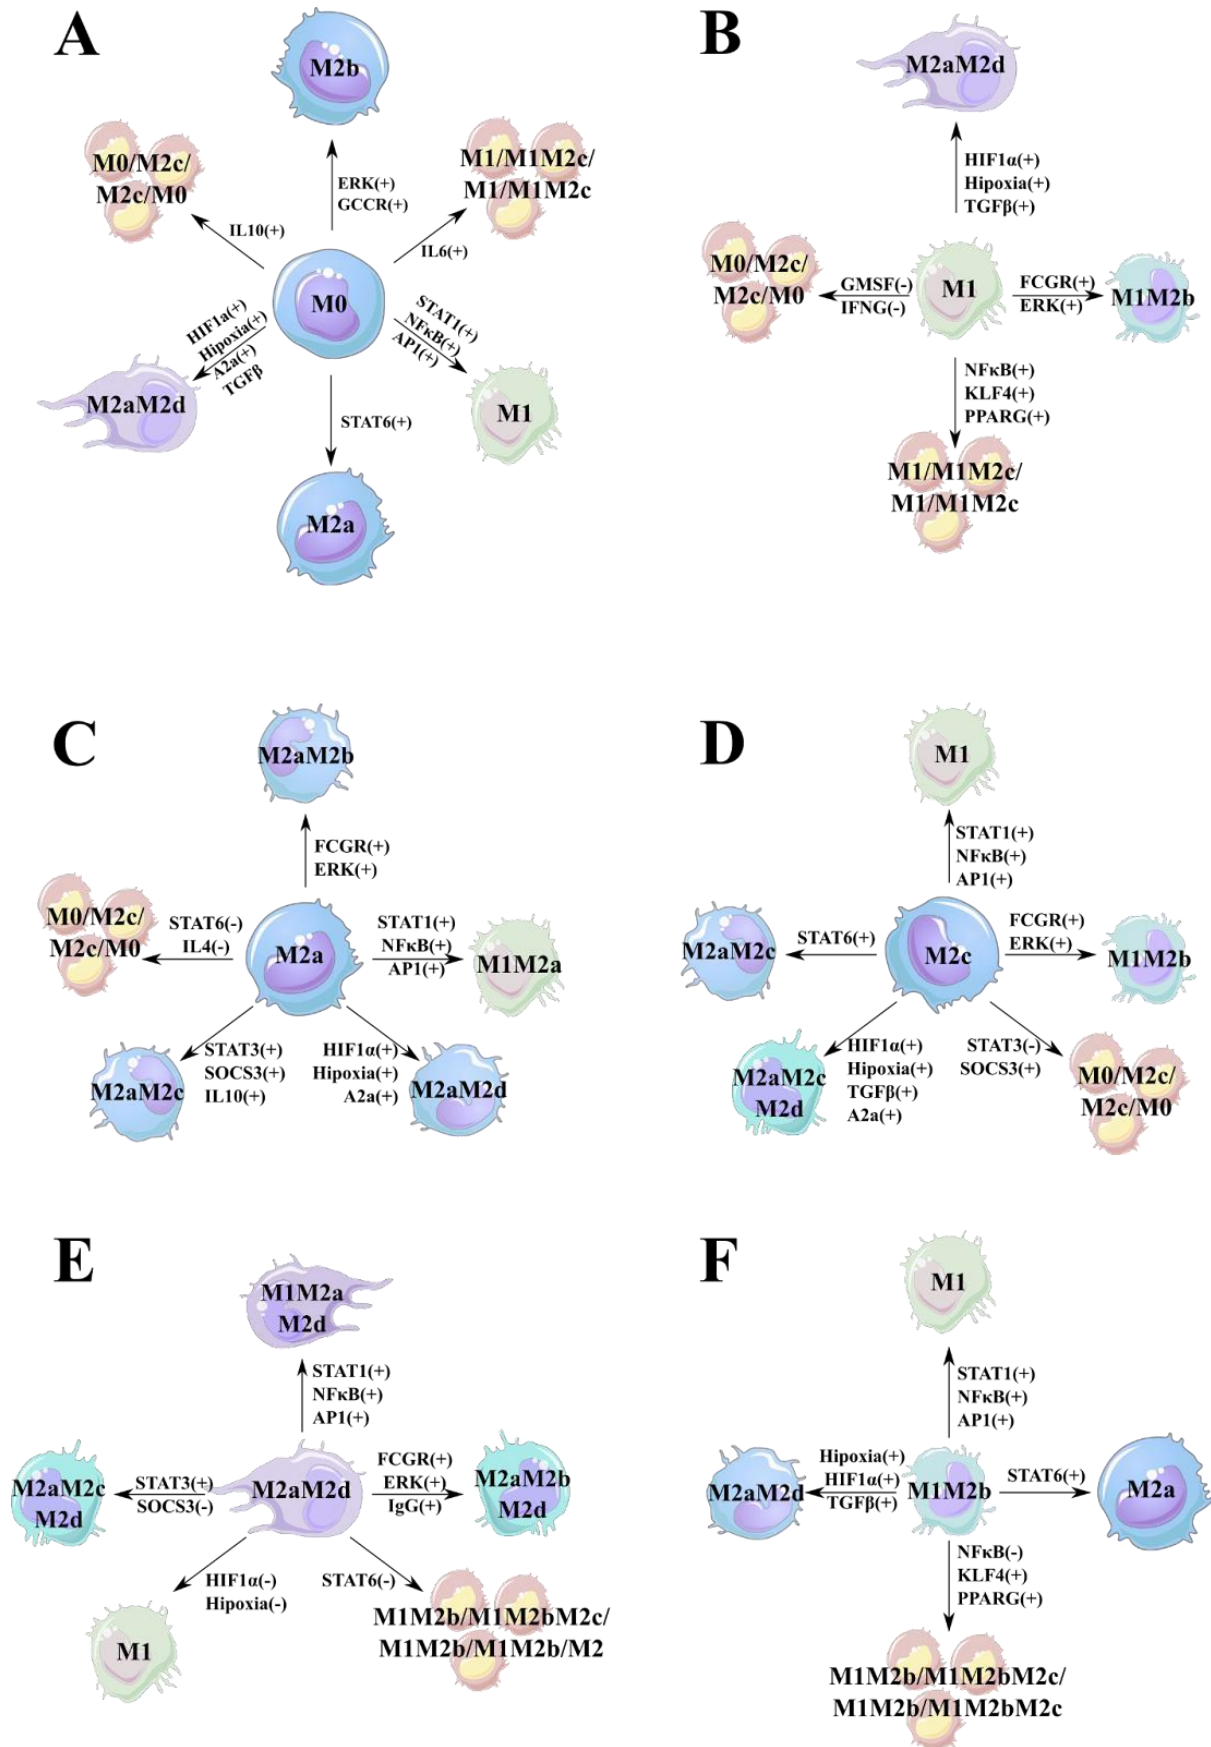 A
M2b
M0/M2c/
M2c/M0
M1/M1M2c/
M1/M1M2c
ERK(+)
GCCR(+)
IL10(+)
IL6(+)
M0
HIF1a(+)
Hipoxia(+)
A2a(+)
TGFβ
STAT1(+)
NFκB(+)
AP1(+)
M2aM2d
M1
STAT6(+)
M2a
B
M2aM2d
HIF1α(+)
Hipoxia(+)
TGFβ(+)
M0/M2c/
M2c/M0
GMSF(-)
IFNG(-)
M1
FCGR(+)
ERK(+)
M1M2b
NFκB(+)
KLF4(+)
PPARG(+)
M1/M1M2c/
M1/M1M2c
C
M2aM2b
FCGR(+)
ERK(+)
M0/M2c/
M2c/M0
STAT6(-)
IL4(-)
M2a
STAT1(+)
NFκB(+)
AP1(+)
M1M2a
STAT3(+)
SOCS3(+)
IL10(+)
HIF1α(+)
Hipoxia(+)
A2a(+)
M2aM2c
M2aM2d
D
M1
STAT1(+)
NFκB(+)
AP1(+)
M2aM2c
STAT6(+)
M2c
FCGR(+)
ERK(+)
M1M2b
HIF1α(+)
Hipoxia(+)
TGFβ(+)
A2a(+)
STAT3(-)
SOCS3(+)
M2aM2c
M2d
M0/M2c/
M2c/M0
E
M1M2a
M2d
STAT1(+)
NFκB(+)
AP1(+)
M2aM2c
M2d
STAT3(+)
SOCS3(-)
M2aM2d
FCGR(+)
ERK(+)
IgG(+)
M2aM2b
M2d
HIF1α(-)
Hipoxia(-)
STAT6(-)
M1
M1M2b/M1M2bM2c/
M1M2b/M1M2b/M2
F
M1
STAT1(+)
NFκB(+)
AP1(+)
M2aM2d
Hipoxia(+)
HIF1α(+)
TGFβ(+)
M1M2b
STAT6(+)
M2a
NFκB(-)
KLF4(+)
PPARG(+)
M1M2b/M1M2bM2c/
M1M2b/M1M2bM2c